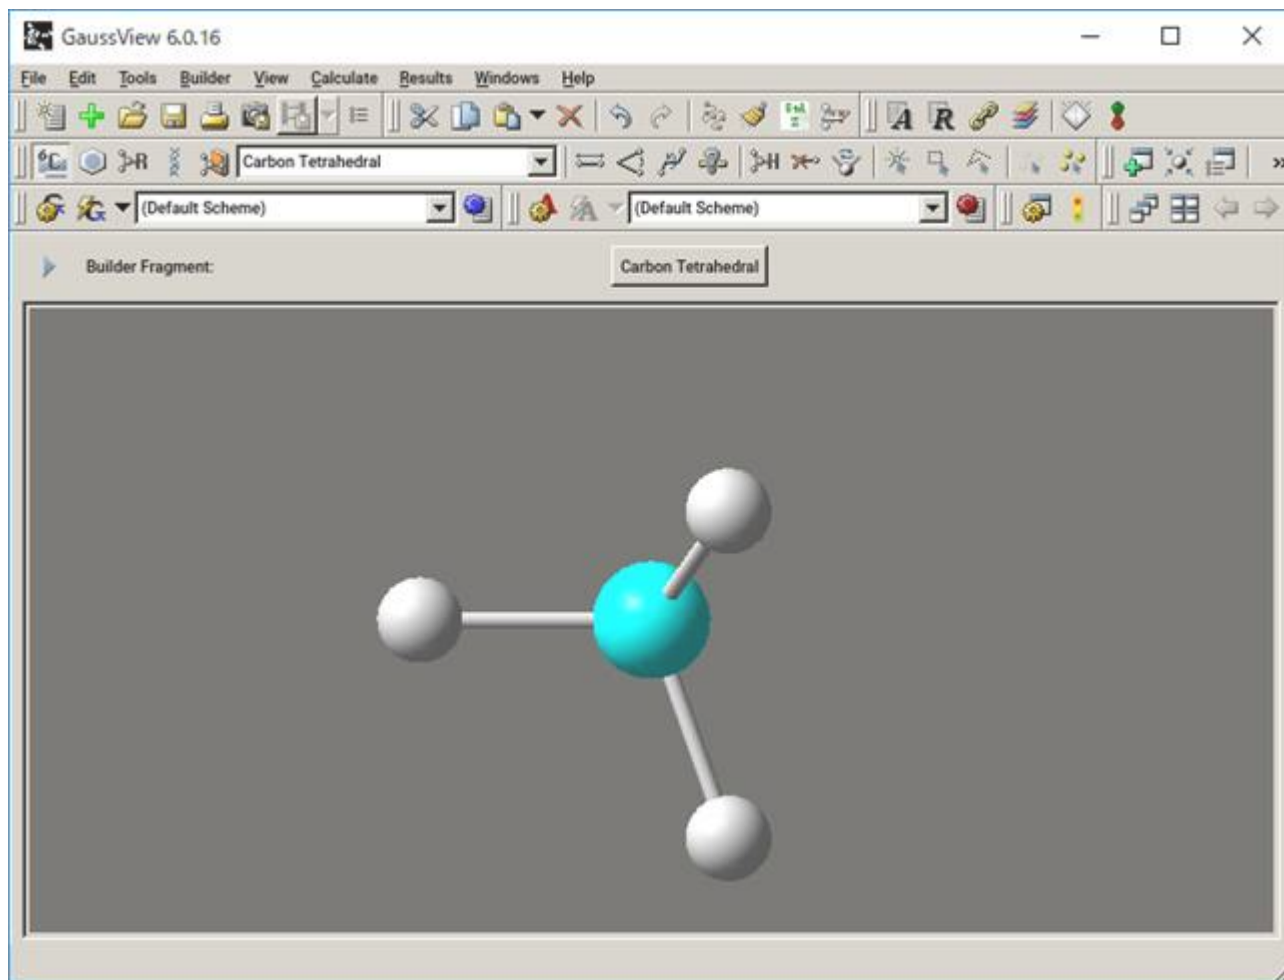 GaussView 6.0.16
File Edit Tools Builder View Calculate Results Windows Help
A R
6C R Carbon Tetrahedral H
(Default Scheme) A (Default Scheme)
Builder Fragment: Carbon Tetrahedral